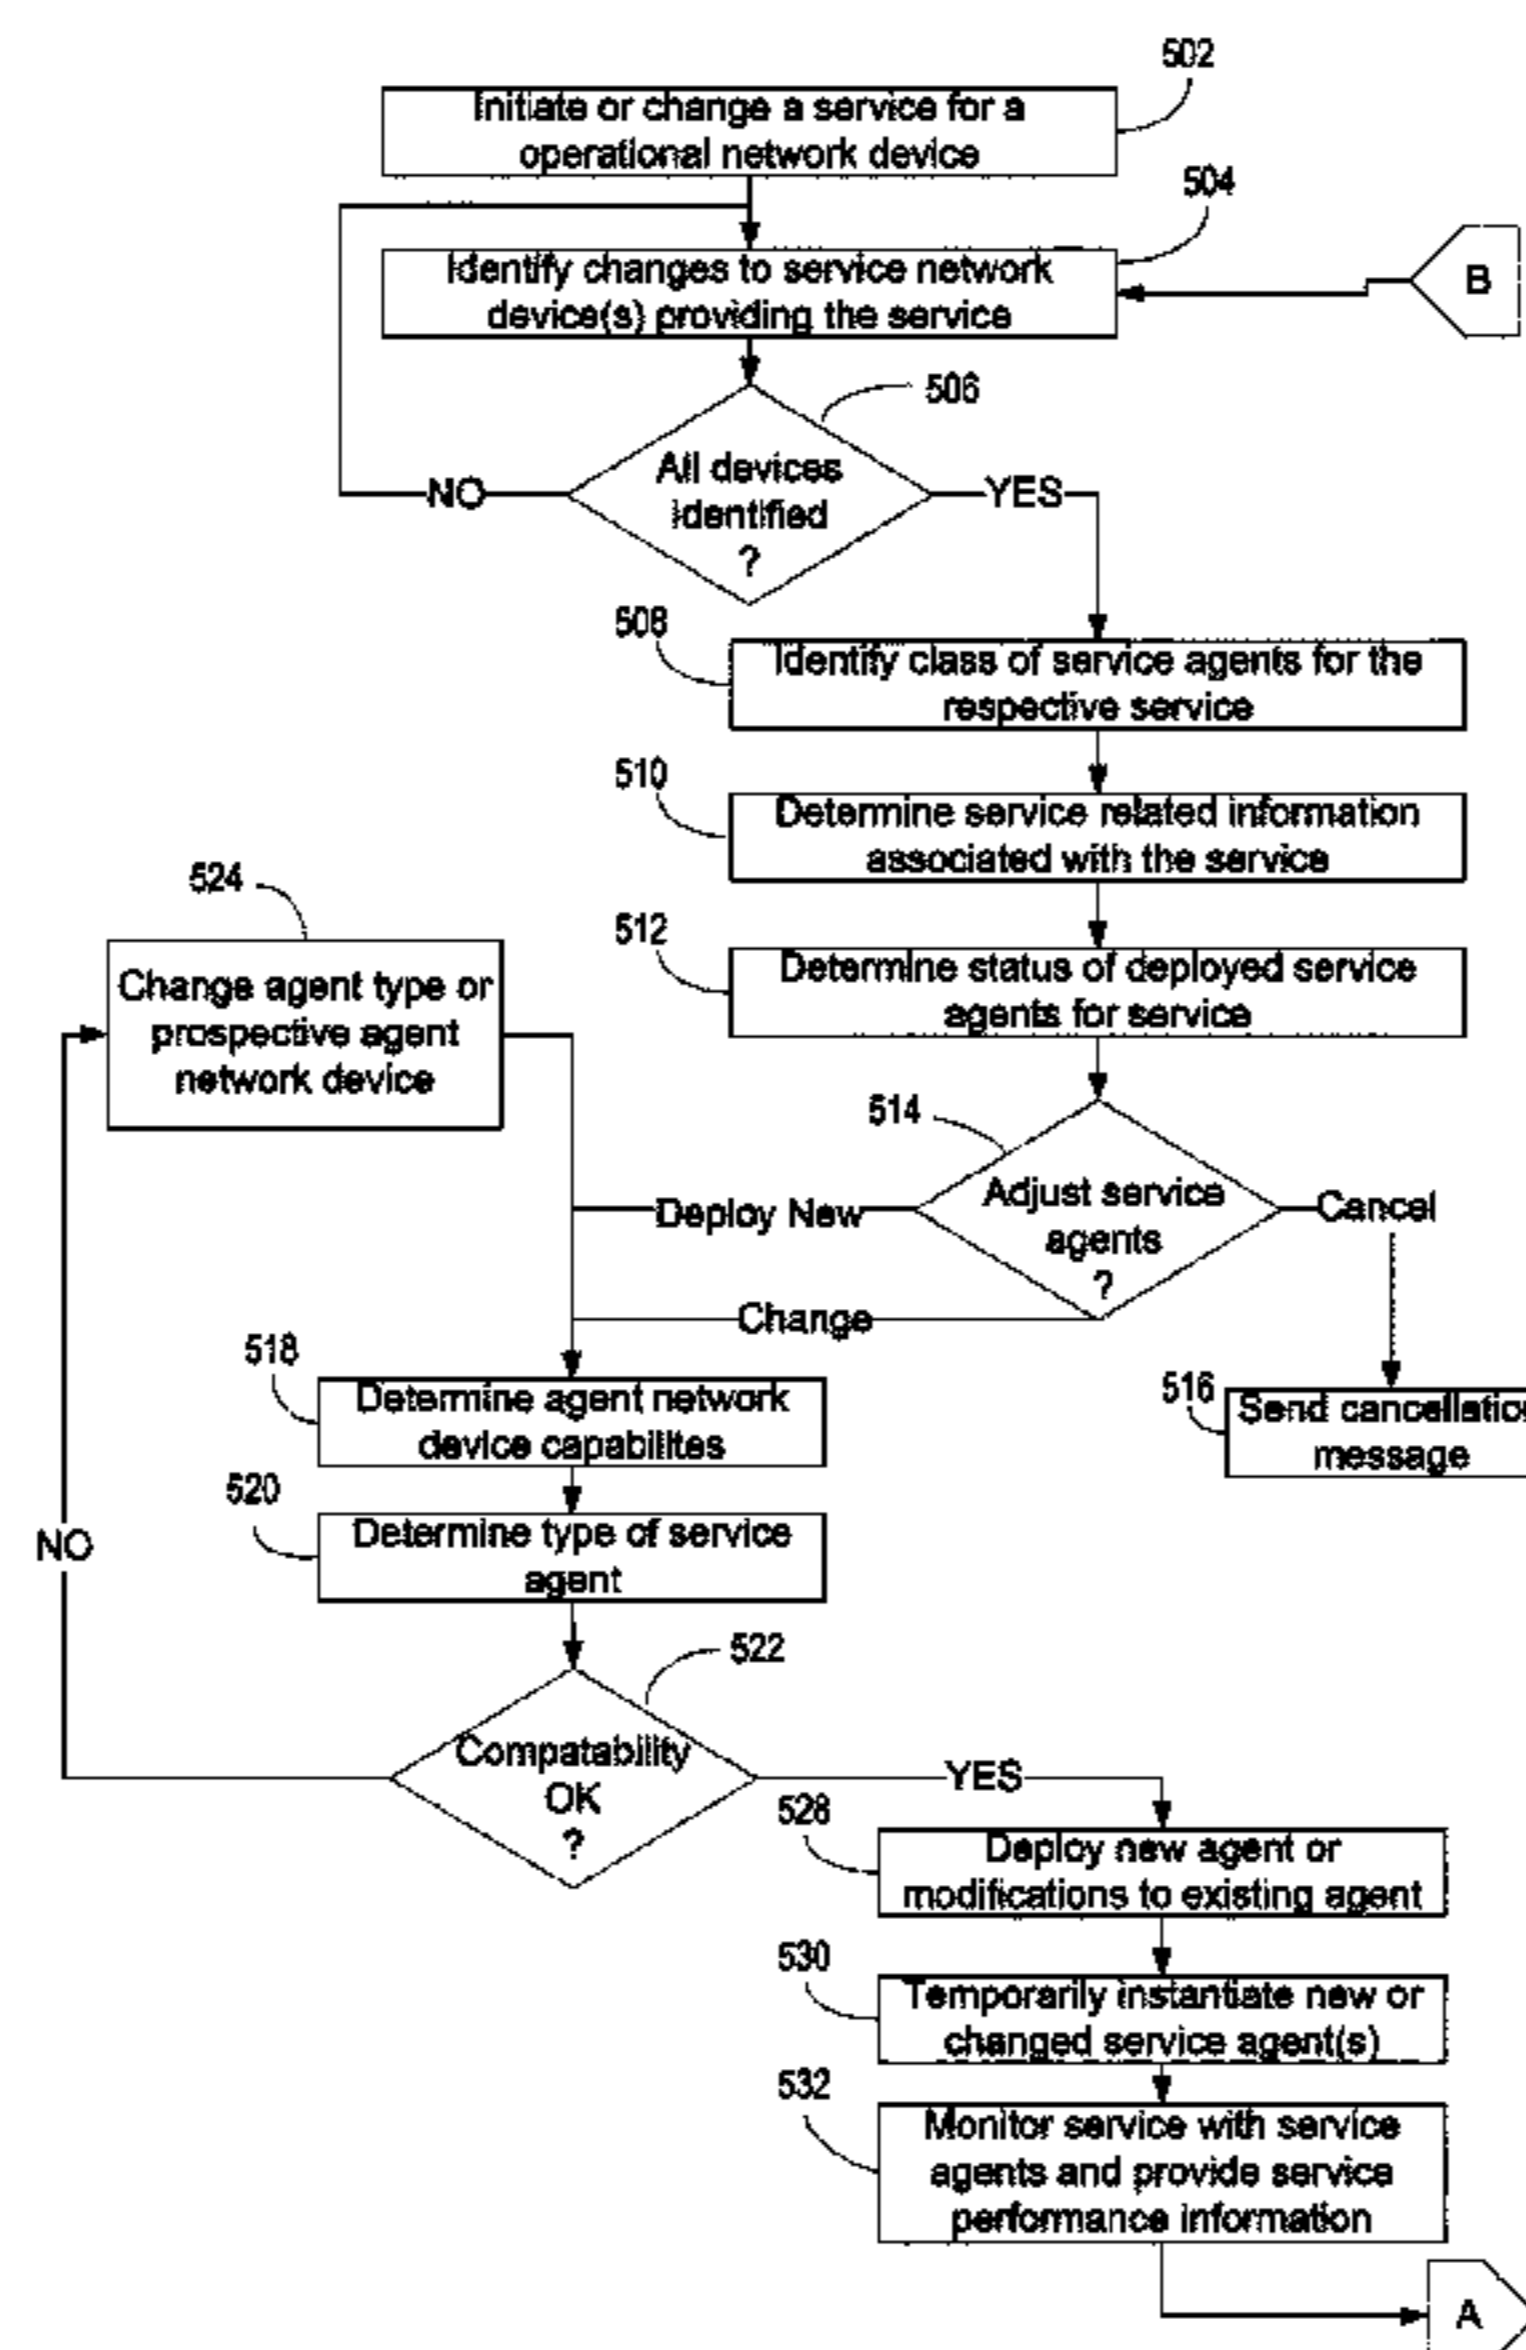 502
Initiate or change a service for a
operational network device
504
Identify changes to service network
device(s) providing the service
B
506
All devices
identified
?
NO
YES
508
Identify class of service agents for the
respective service
510
Determine service related information
associated with the service
524
Change agent type or
prospective agent
network device
512
Determine status of deployed service
agents for service
514
Adjust service
agents
?
Deploy New
Cancel
Change
518
Determine agent network
device capabilites
516
Send cancellation
message
520
Determine type of service
agent
NO
522
Compatability
OK
?
YES
528
Deploy new agent or
modifications to existing agent
530
Temporarily instantiate new or
changed service agent(s)
532
Monitor service with service
agents and provide service
performance information
A